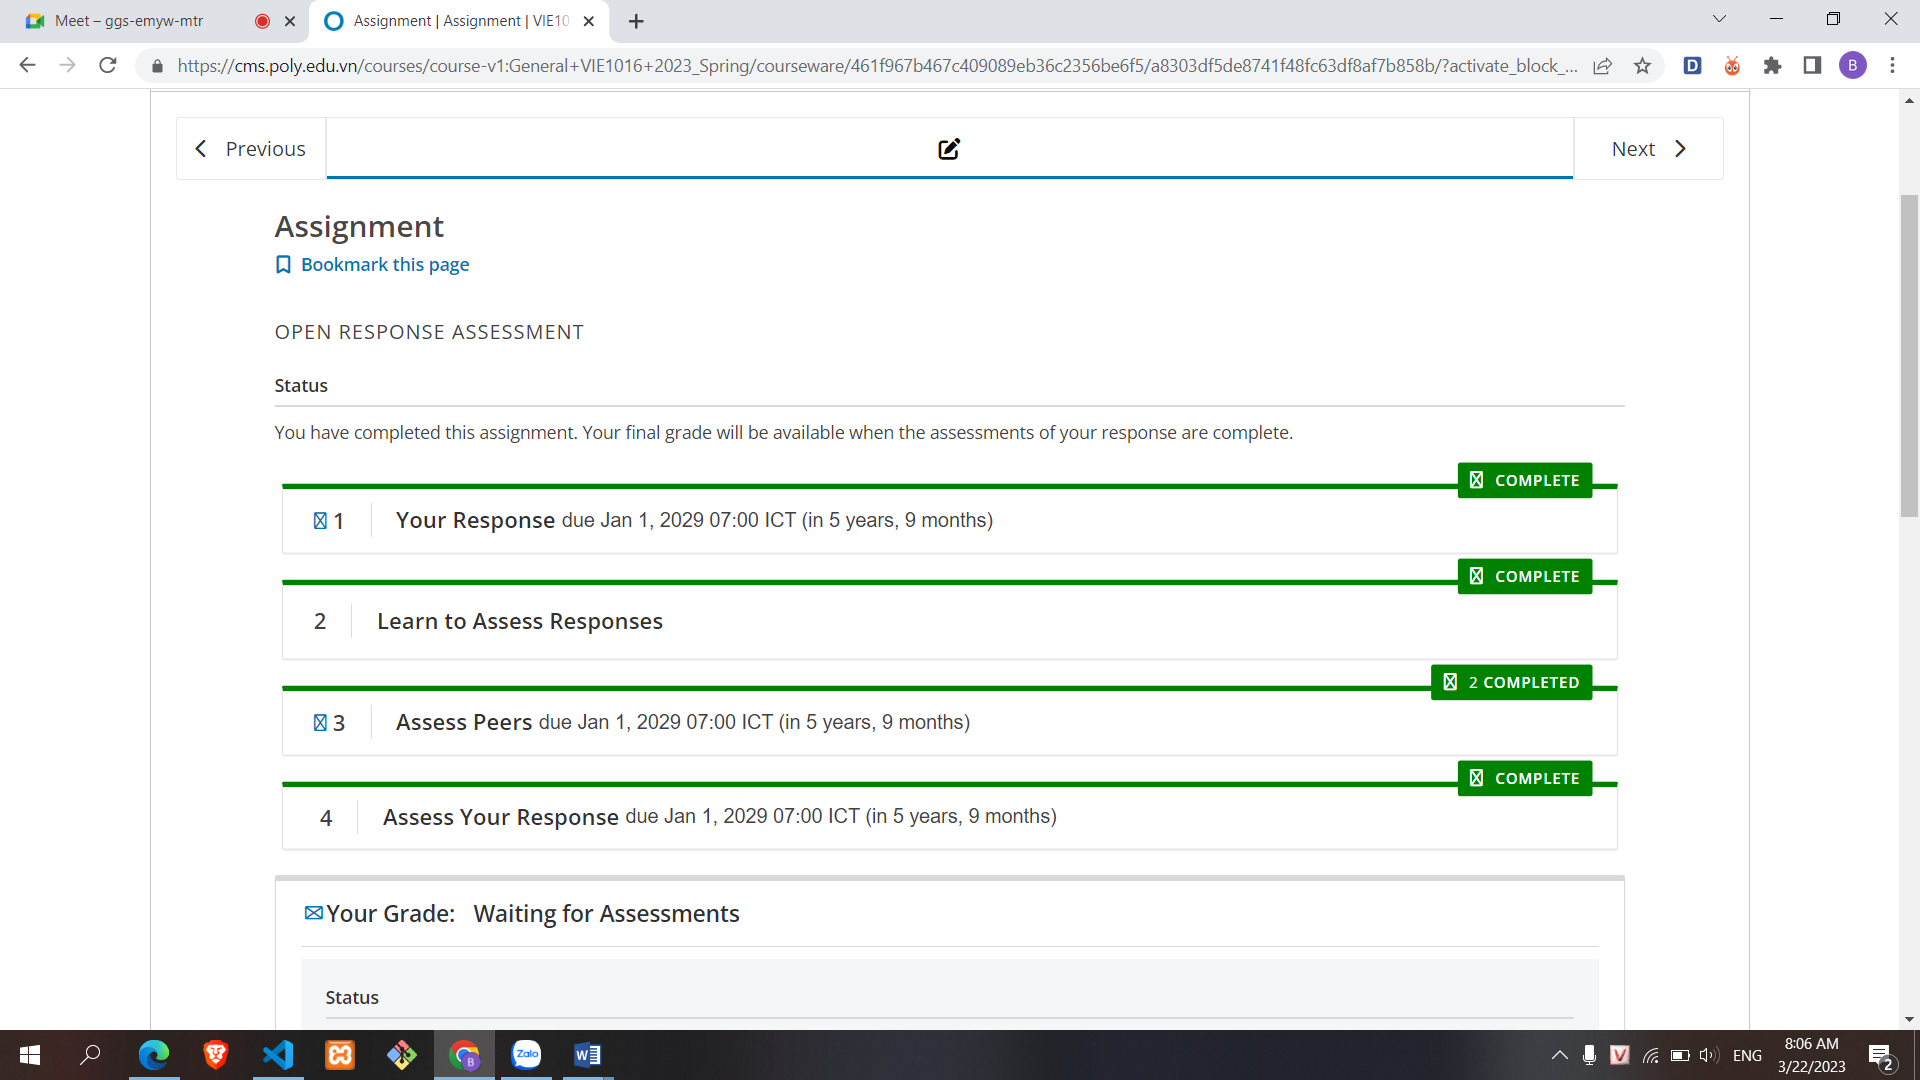 Meet – ggs-emyw-mtr
Assignment | Assignment | VIE10
https://cms.poly.edu.vn/courses/course-v1:General+VIE1016+2023_Spring/courseware/461f967b467c409089eb36c2356be6f5/a8303df5de8741f48fc63df8af7b858b/?activate_block_...
D
B
Previous
Next
Assignment
Bookmark this page
OPEN RESPONSE ASSESSMENT
Status
You have completed this assignment. Your final grade will be available when the assessments of your response are complete.
COMPLETE
1 Your Response due Jan 1, 2029 07:00 ICT (in 5 years, 9 months)
COMPLETE
2 Learn to Assess Responses
2 COMPLETED
3 Assess Peers due Jan 1, 2029 07:00 ICT (in 5 years, 9 months)
COMPLETE
4 Assess Your Response due Jan 1, 2029 07:00 ICT (in 5 years, 9 months)
Your Grade: Waiting for Assessments
Status
B
Zalo
W
V
ENG
8:06 AM
3/22/2023
2